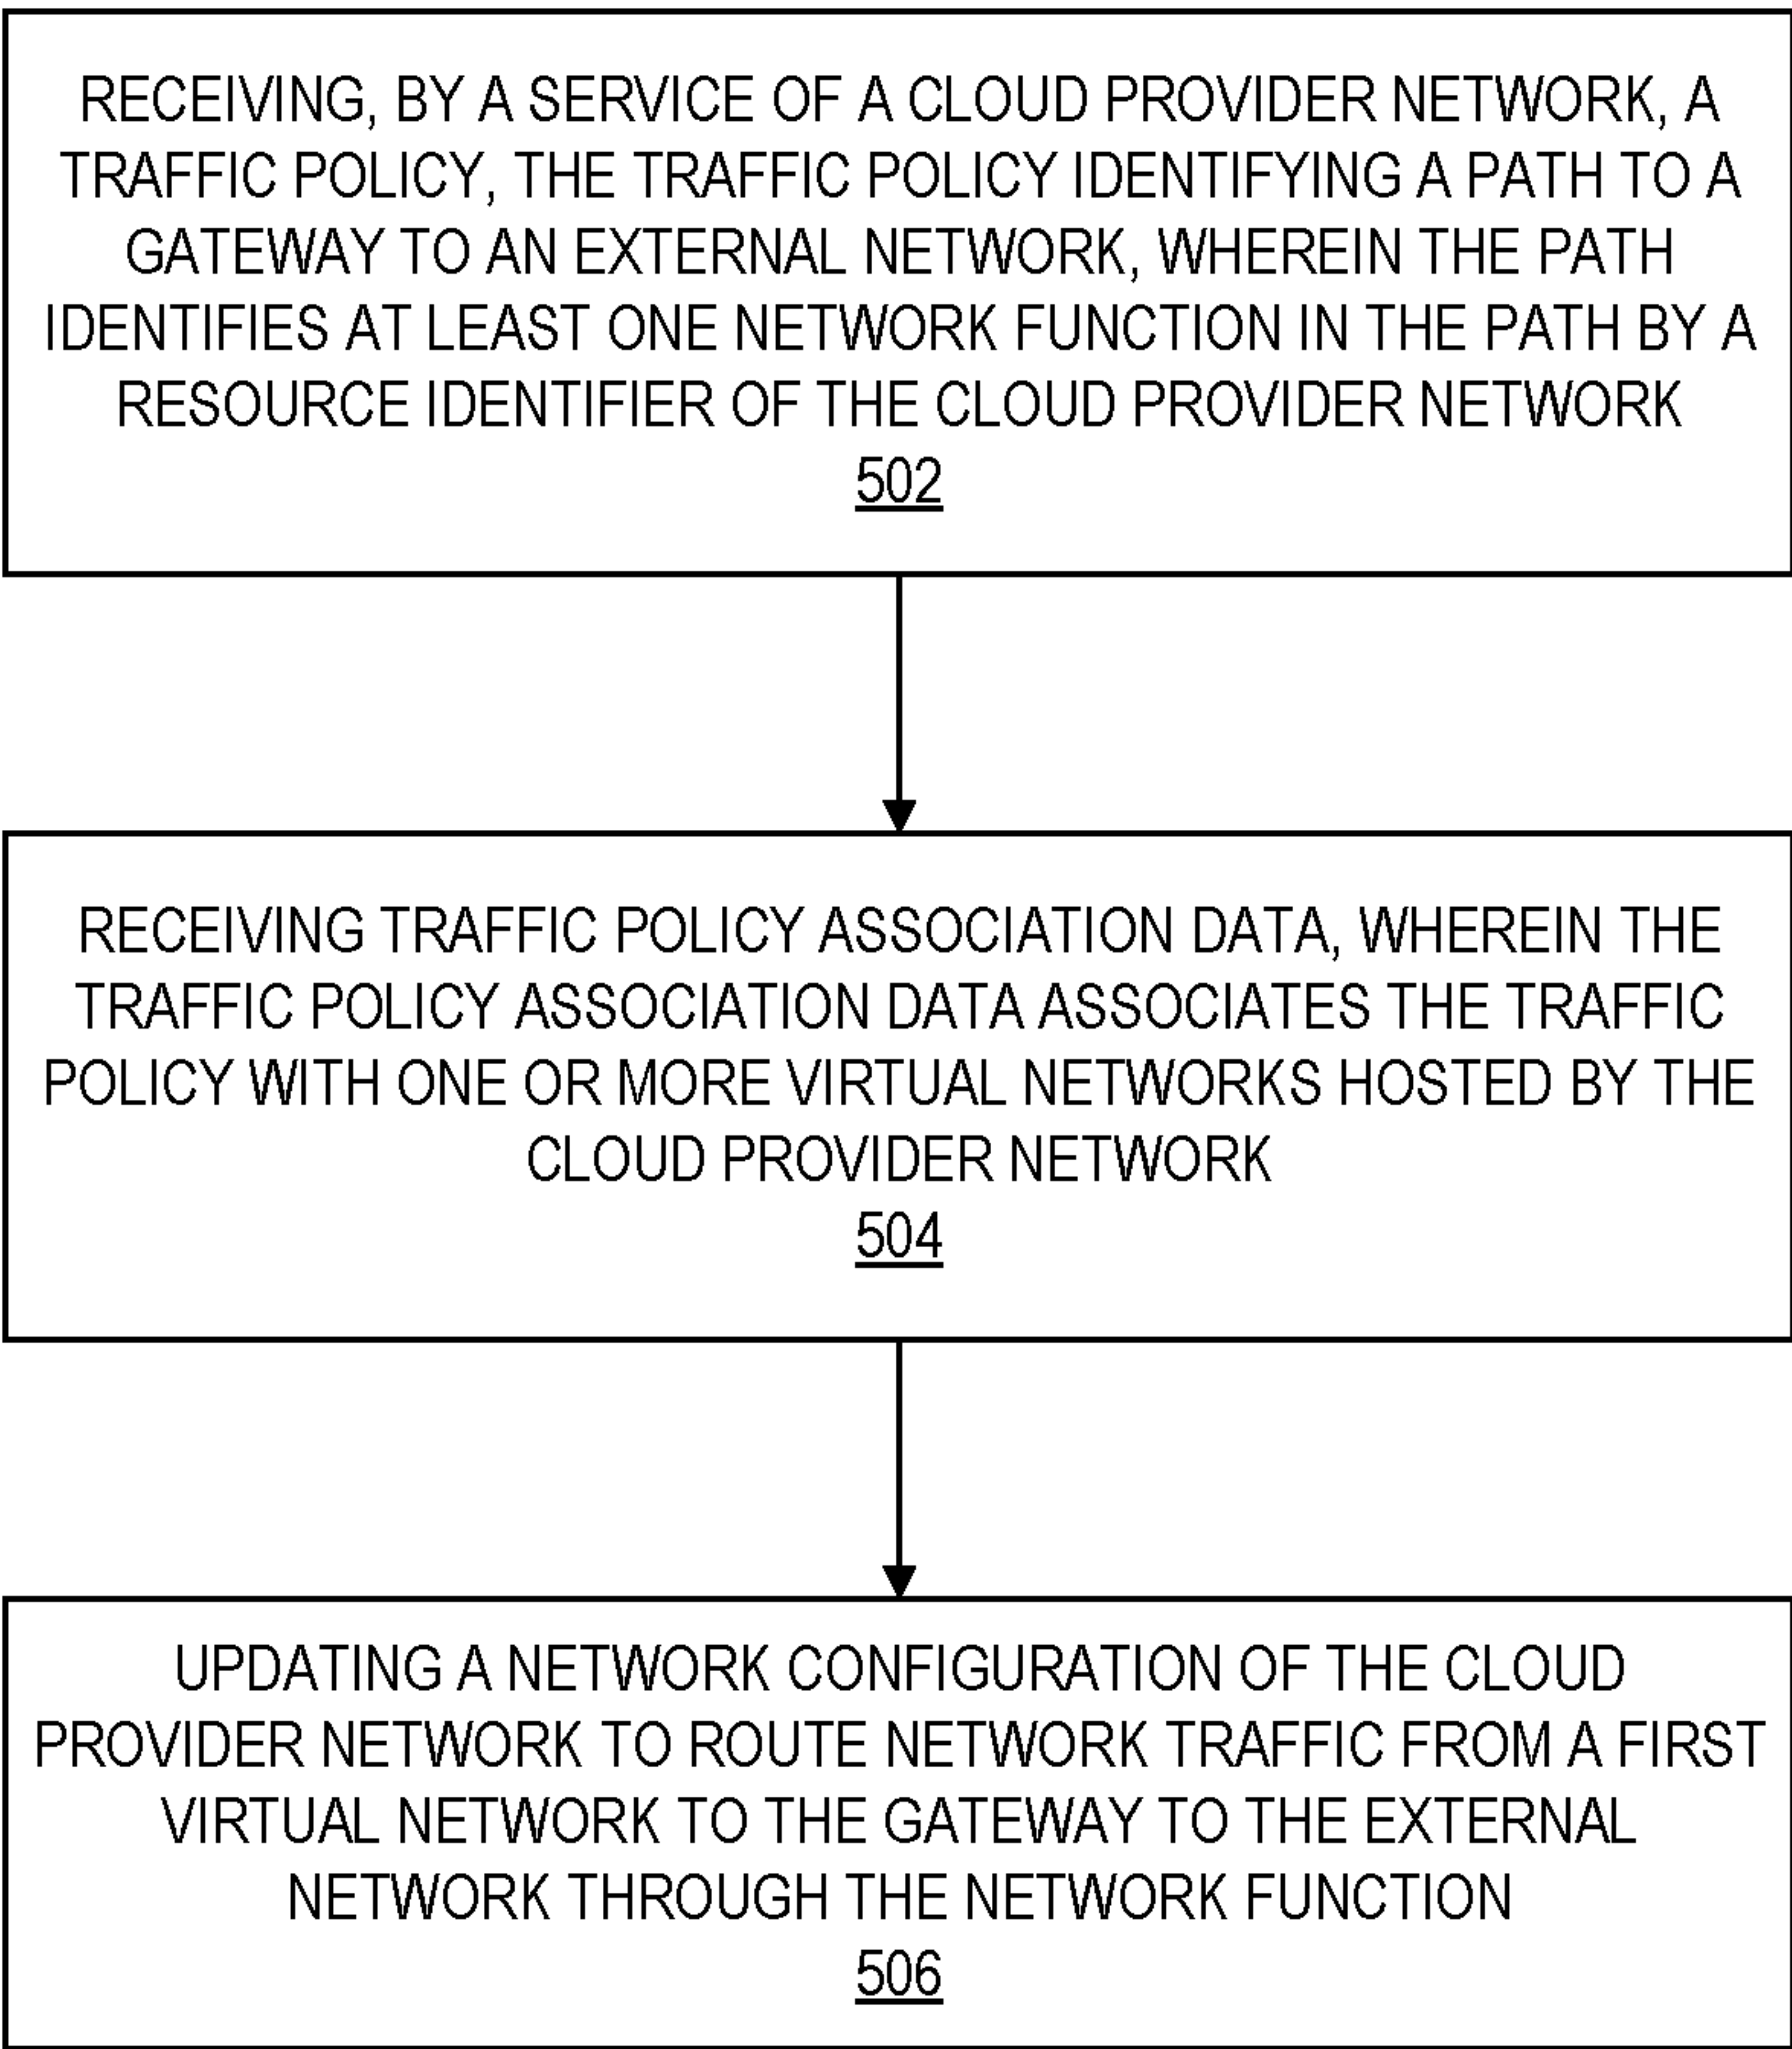 RECEIVING, BY A SERVICE OF A CLOUD PROVIDER NETWORK, A
TRAFFIC POLICY, THE TRAFFIC POLICY IDENTIFYING A PATH TO A
GATEWAY TO AN EXTERNAL NETWORK, WHEREIN THE PATH
IDENTIFIES AT LEAST ONE NETWORK FUNCTION IN THE PATH BY A
RESOURCE IDENTIFIER OF THE CLOUD PROVIDER NETWORK
502
RECEIVING TRAFFIC POLICY ASSOCIATION DATA, WHEREIN THE
TRAFFIC POLICY ASSOCIATION DATA ASSOCIATES THE TRAFFIC
POLICY WITH ONE OR MORE VIRTUAL NETWORKS HOSTED BY THE
CLOUD PROVIDER NETWORK
504
UPDATING A NETWORK CONFIGURATION OF THE CLOUD
PROVIDER NETWORK TO ROUTE NETWORK TRAFFIC FROM A FIRST
VIRTUAL NETWORK TO THE GATEWAY TO THE EXTERNAL
NETWORK THROUGH THE NETWORK FUNCTION
506